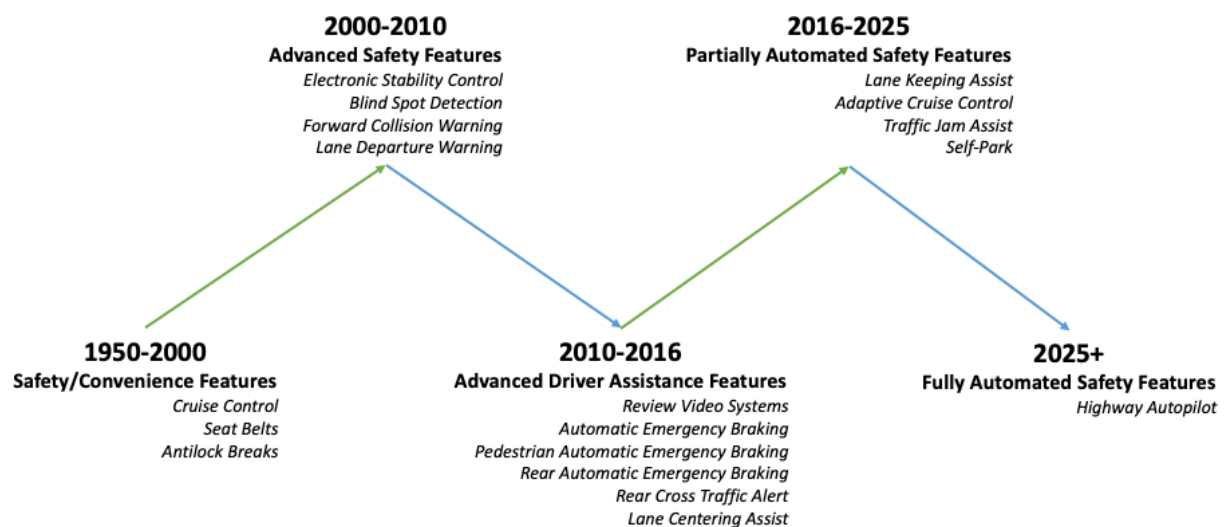 2000-2010
Advanced Safety Features
Electronic Stability Control
Blind Spot Detection
Forward Collision Warning
Lane Departure Warning
2016-2025
Partially Automated Safety Features
Lane Keeping Assist
Adaptive Cruise Control
Traffic Jam Assist
Self-Park
1950-2000
Safety/Convenience Features
Cruise Control
Seat Belts
Antilock Breaks
2010-2016
Advanced Driver Assistance Features
Review Video Systems
Automatic Emergency Braking
Pedestrian Automatic Emergency Braking
Rear Automatic Emergency Braking
Rear Cross Traffic Alert
Lane Centering Assist
2025+
Fully Automated Safety Features
Highway Autopilot